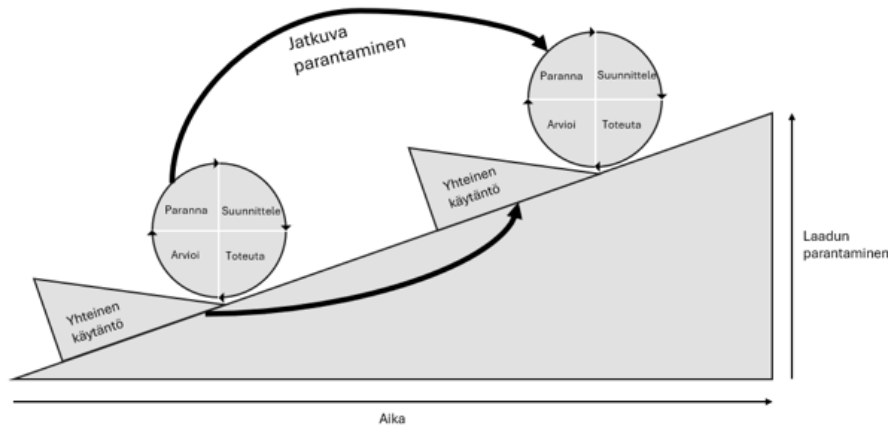 Jatkuva
parantaminen
Paranna
Suunnittele
Arvioi
Toteuta
Yhteinen
käytäntö
Paranna
Suunnittele
Arvioi
Toteuta
Yhteinen
käytäntö
Laadun
parantaminen
Aika